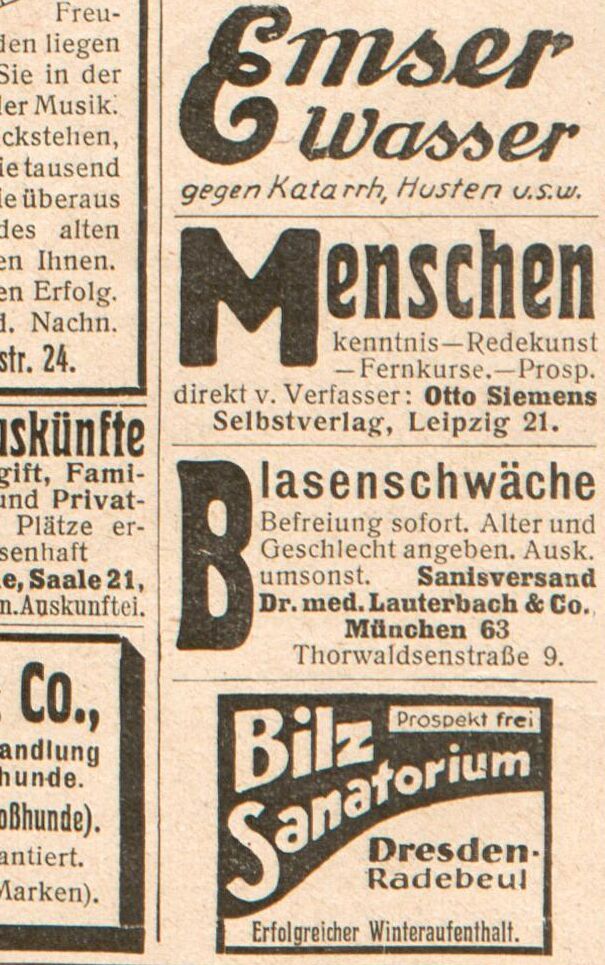 Freu-
den liegen
Sie in der
der Musik.
ckstehen,
ie tausend
ie überaus
des alten
en Ihnen.
en Erfolg.
d. Nachn.
str. 24.
uskünfte
gift, Fami-
und Privat-
Plätze er-
senhaft
e, Saale 21,
n. Auskunftei.
Co.,
andlung
hunde.
oßhunde).
antiert.
Marken).
Emser
Wasser
gegen Katarrh, Husten u.s.w.
Menschen
kenntnis—Redekunst
—Fernkurse.—Prosp.
direkt v. Verfasser: Otto Siemens
Selbstverlag, Leipzig 21.
Blasenschwäche
Befreiung sofort. Alter und
Geschlecht angeben. Ausk.
umsonst. Sanisversand
Dr. med. Lauterbach & Co.,
München 63
Thorwaldsenstraße 9.
Bilz
Prospekt frei
Sanatorium
Dresden-
Radebeul
Erfolgreicher Winteraufenthalt.